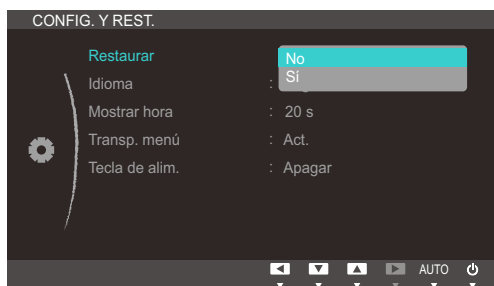 CONFIG. Y REST.
Restaurar No
Sí
Idioma :
Mostrar hora : 20 s
Transp. menú : Act.
Tecla de alim. : Apagar
AUTO